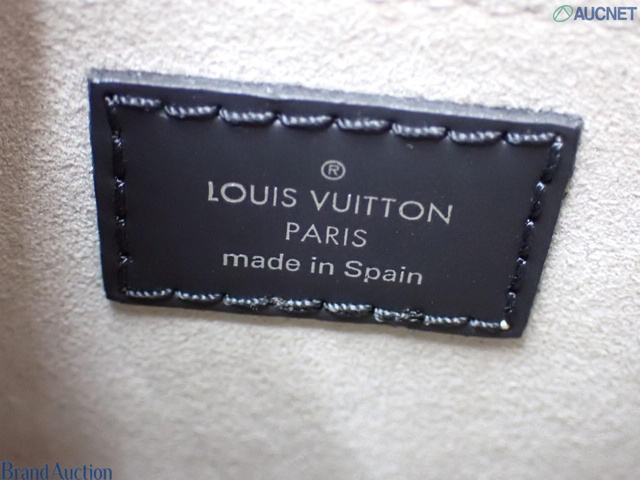 AUCNET
®
LOUIS VUITTON
PARIS
made in Spain
Brand Auction